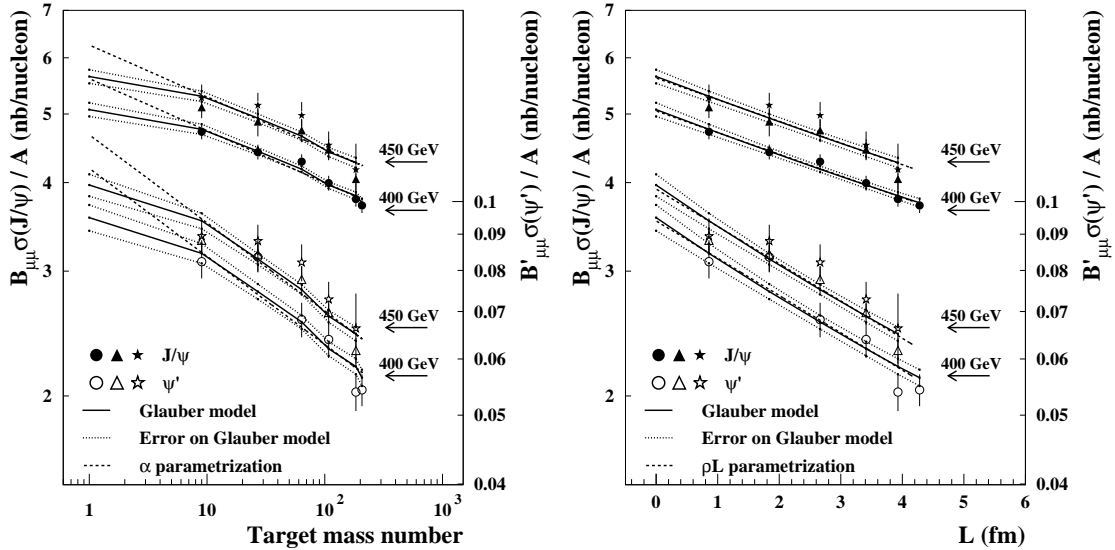 B_μμ σ(J/ψ) / A (nb/nucleon)
7
6
5
4
3
2
1
10
10^2
10^3
Target mass number
0.1
0.09
0.08
0.07
0.06
0.05
0.04
B'_μμ σ(ψ') / A (nb/nucleon)
450 GeV
400 GeV
450 GeV
400 GeV
J/ψ
ψ'
Glauber model
Error on Glauber model
α parametrization
B_μμ σ(J/ψ) / A (nb/nucleon)
7
6
5
4
3
2
0
1
2
3
4
5
6
L (fm)
0.1
0.09
0.08
0.07
0.06
0.05
0.04
B'_μμ σ(ψ') / A (nb/nucleon)
450 GeV
400 GeV
450 GeV
400 GeV
J/ψ
ψ'
Glauber model
Error on Glauber model
ρL parametrization